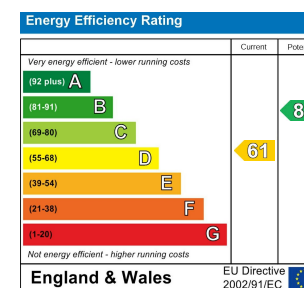 Energy Efficiency Rating
Current
Very energy efficient - lower running costs
(92 plus) A
(81-91) B
(69-80) C
(55-68) D
61
(39-54) E
(21-38) F
(1-20) G
Not energy efficient - higher running costs
England & Wales
EU Directive
2002/91/EC